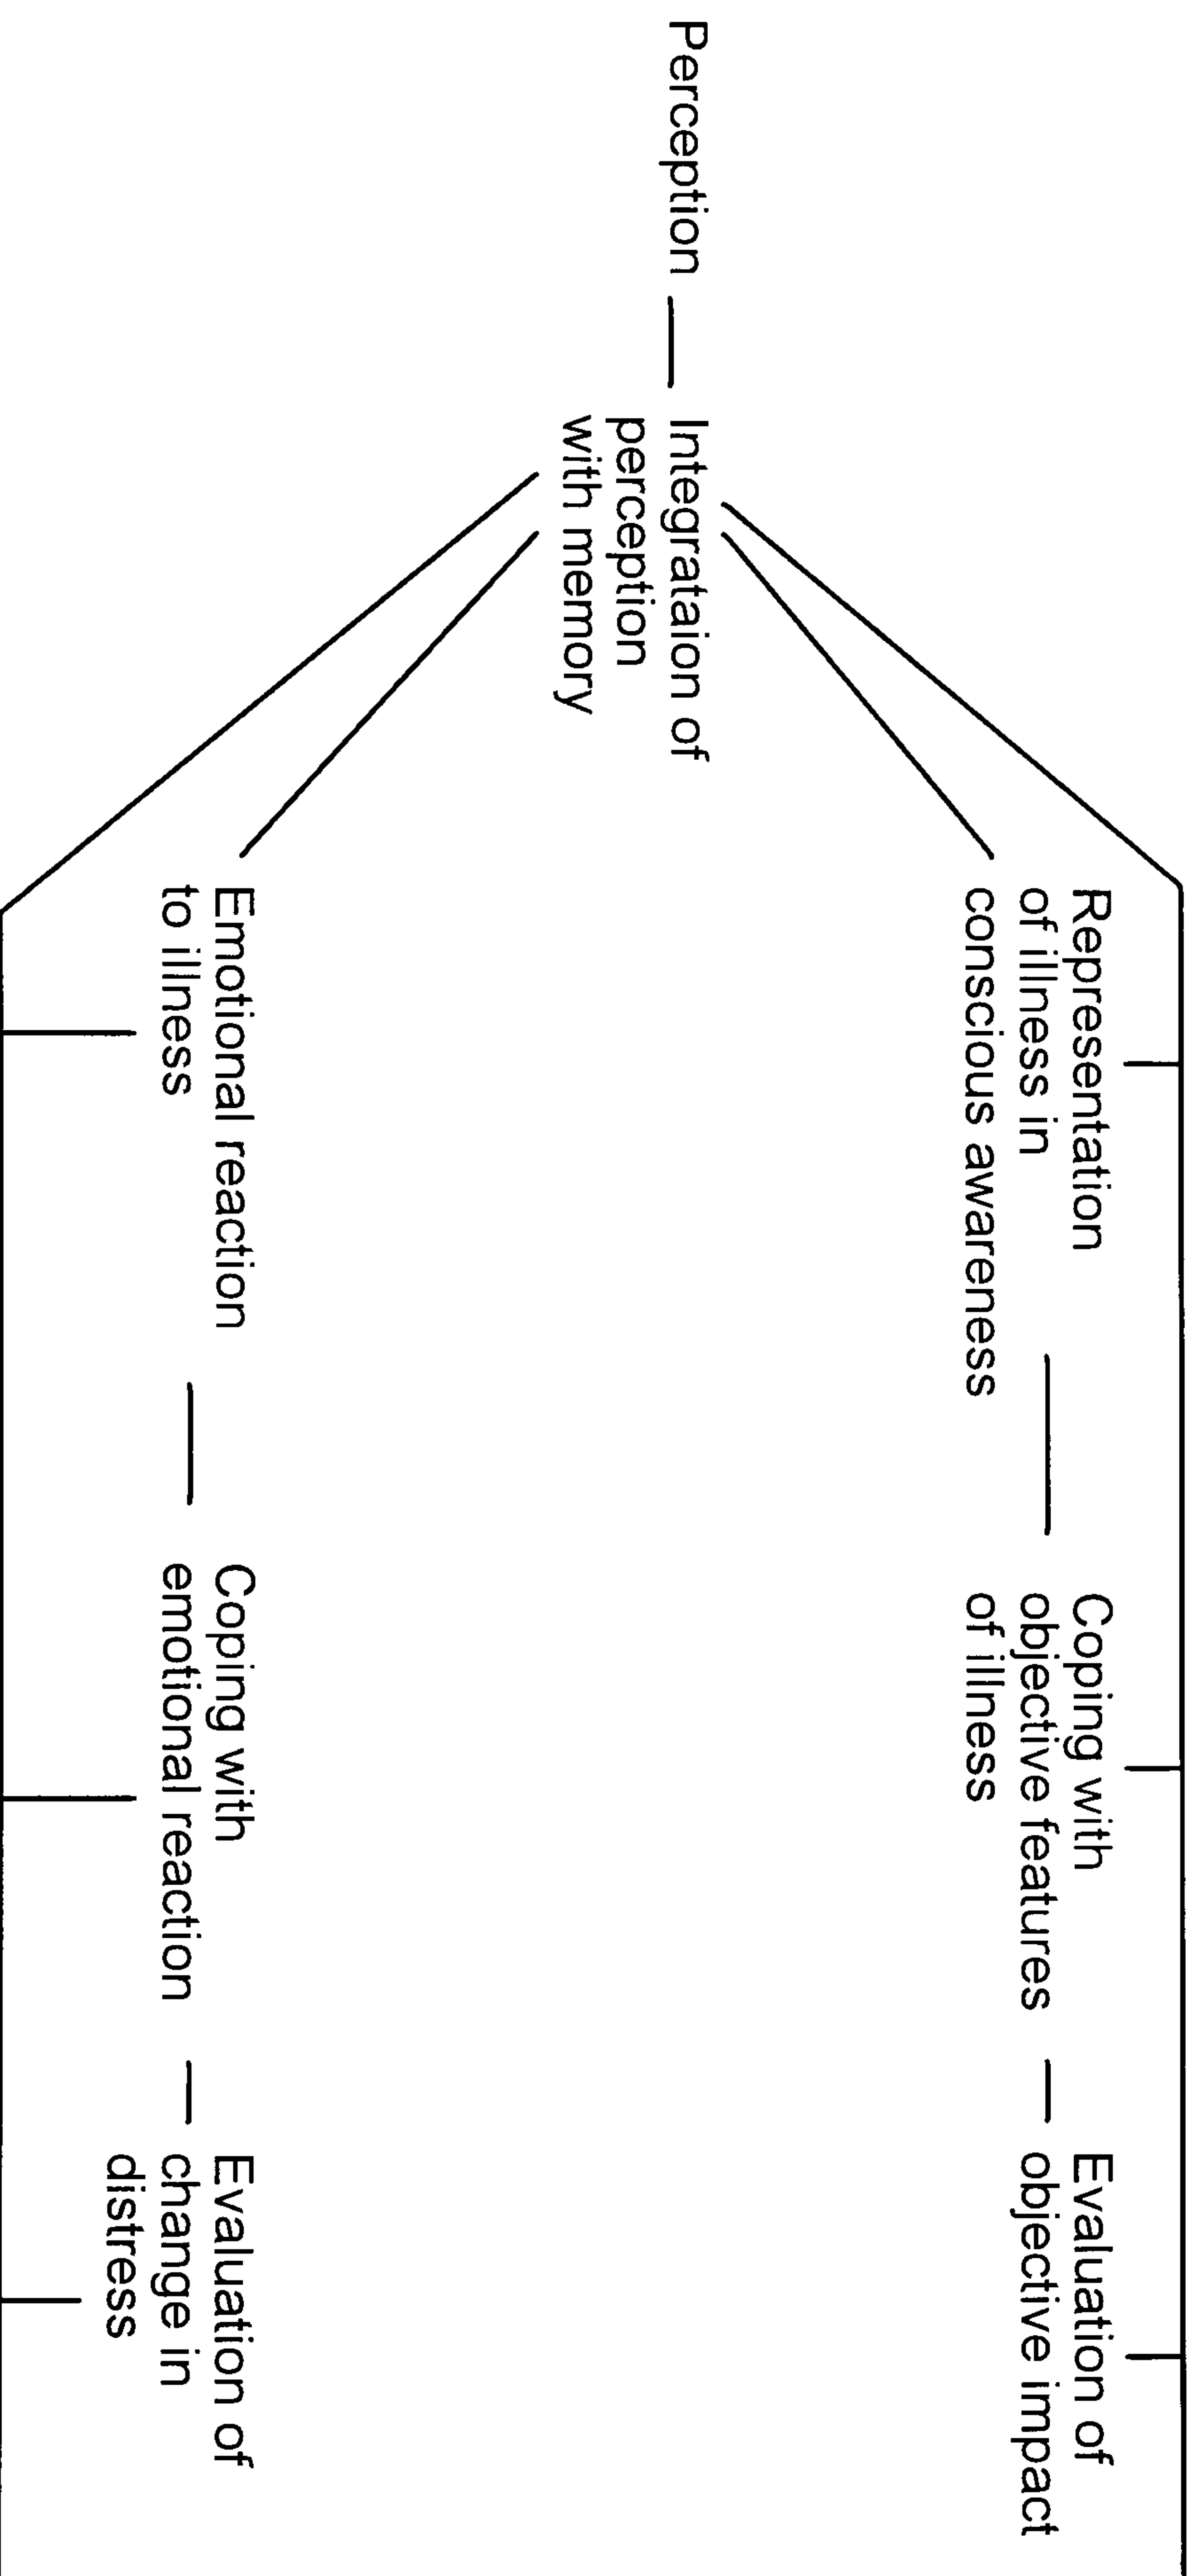 Perception
Integrataion of
perception
with memory
Representation
of illness in
conscious awareness
Coping with
objective features
of illness
Evaluation of
objective impact
Emotional reaction
to illness
Coping with
emotional reaction
Evaluation of
change in
distress